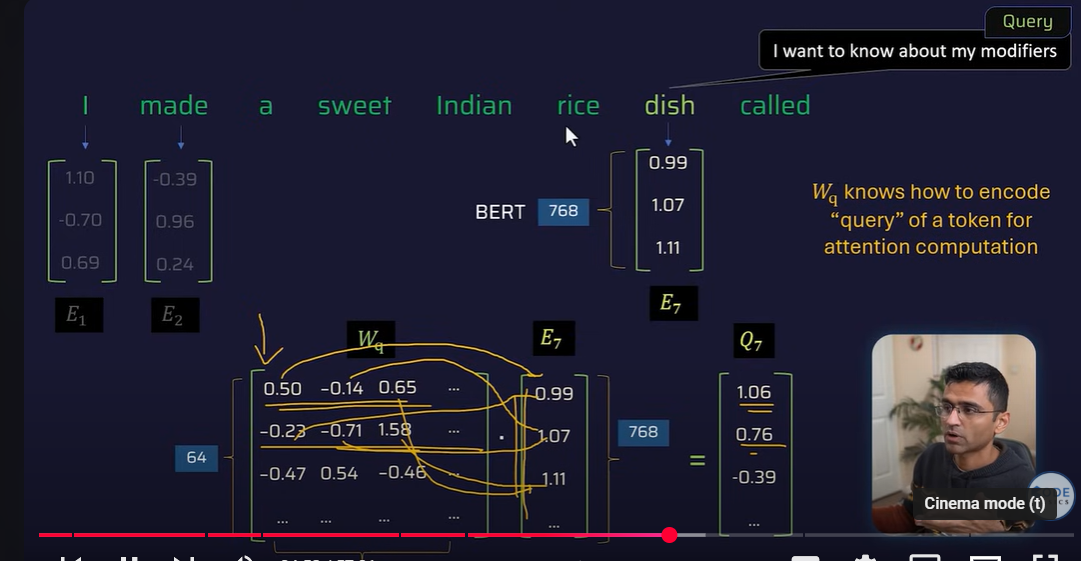 Query
I want to know about my modifiers
I made a sweet Indian rice dish called
1.10
-0.70
0.69
E1
-0.39
0.96
0.24
E2
BERT 768
0.99
1.07
1.11
E7
Wq knows how to encode
“query” of a token for
attention computation
Wq E7 Q7
64
0.50 -0.14 0.65 ...
-0.23 -0.71 1.58 ...
-0.47 0.54 -0.46 ...
... ... ... ...
.
0.99
1.07
1.11
...
768
=
1.06
0.76
-0.39
...
Cinema mode (t)